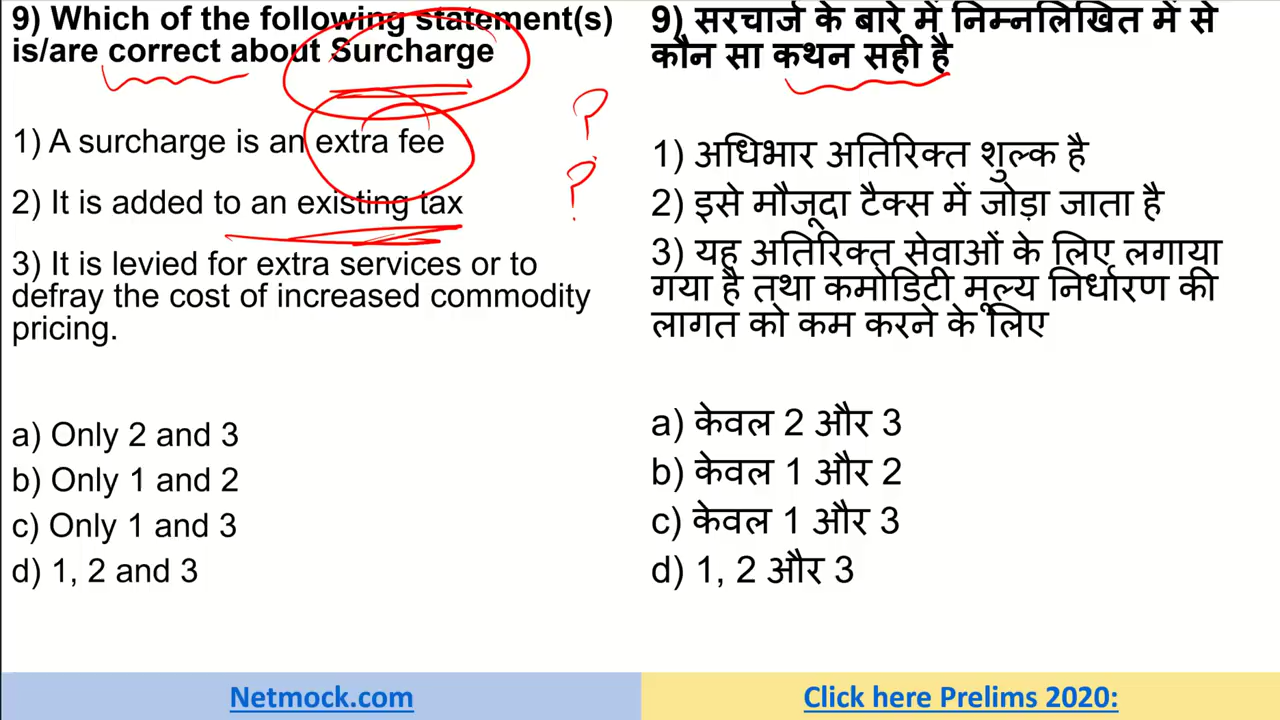 9) Which of the following statement(s)
is/are correct about Surcharge
1) A surcharge is an extra fee
2) It is added to an existing tax
3) It is levied for extra services or to
defray the cost of increased commodity
pricing.
a) Only 2 and 3
b) Only 1 and 2
c) Only 1 and 3
d) 1, 2 and 3
9) सरचार्ज के बारे में निम्नलिखित में से
कौन सा कथन सही है
1) अधिभार अतिरिक्त शुल्क है
2) इसे मौजूदा टैक्स में जोड़ा जाता है
3) यह अतिरिक्त सेवाओं के लिए लगाया
गया है तथा कमोडिटी मूल्य निर्धारण की
लागत को कम करने के लिए
a) केवल 2 और 3
b) केवल 1 और 2
c) केवल 1 और 3
d) 1, 2 और 3
?
?
Netmock.com
Click here Prelims 2020: